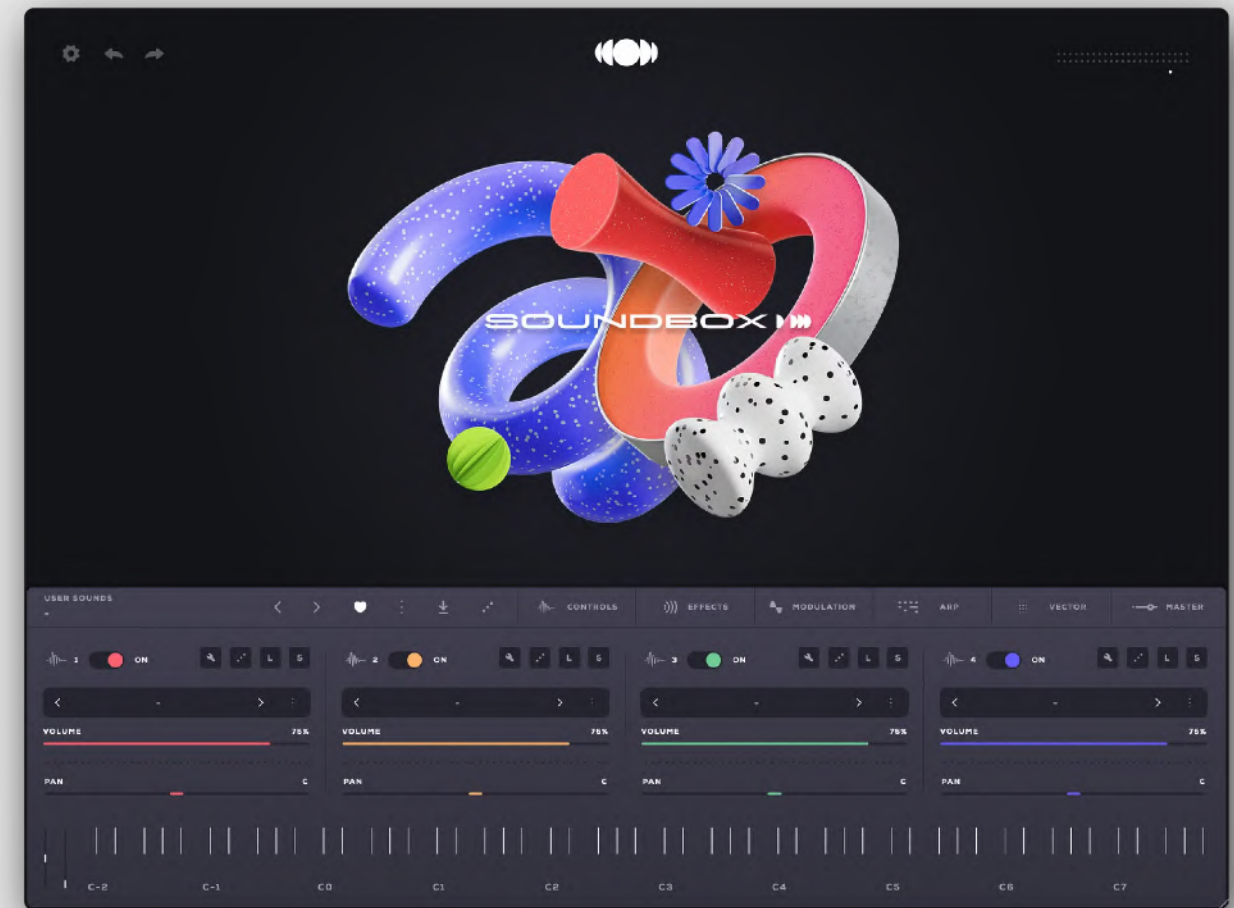 SOUNDBOX
USER SOUNDS
-
CONTROLS
EFFECTS
MODULATION
ARP
VECTOR
MASTER
1 ON L S
2 ON L S
3 ON L S
4 ON L S
-
-
-
-
VOLUME 75%
VOLUME 75%
VOLUME 75%
VOLUME 75%
PAN C
PAN C
PAN C
PAN C
C-2 C-1 C0 C1 C2 C3 C4 C5 C6 C7